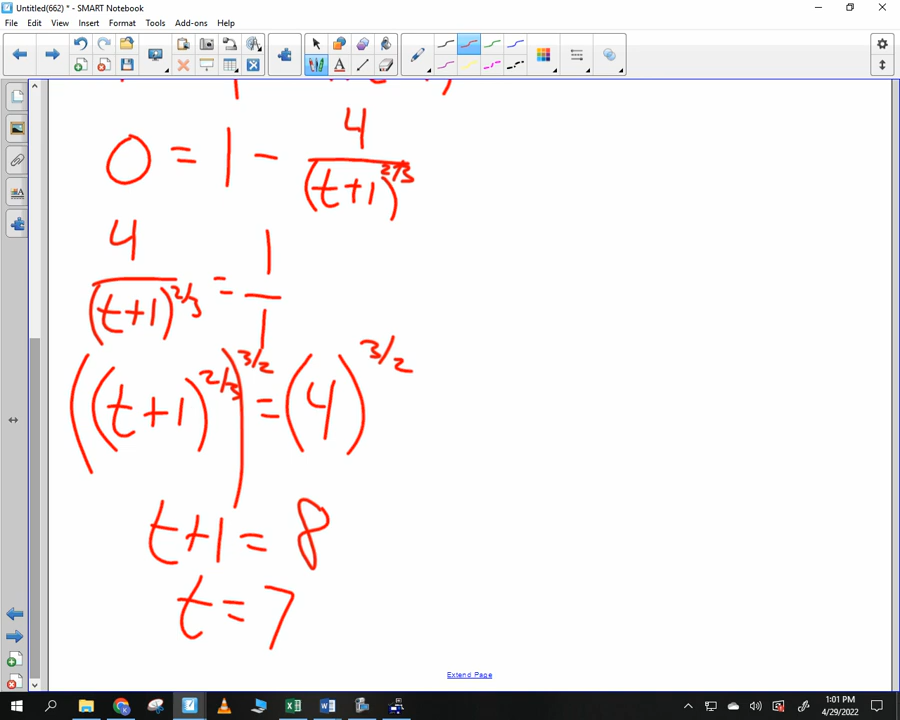 Untitled(662) * - SMART Notebook
File Edit View Insert Format Tools Add-ons Help
0 = 1 - 4/(t+1)^2/3
4/(t+1)^2/3 = 1/1
((t+1)^2/3)^3/2 = (4)^3/2
t+1 = 8
t = 7
Extend Page
1:01 PM
4/29/2022